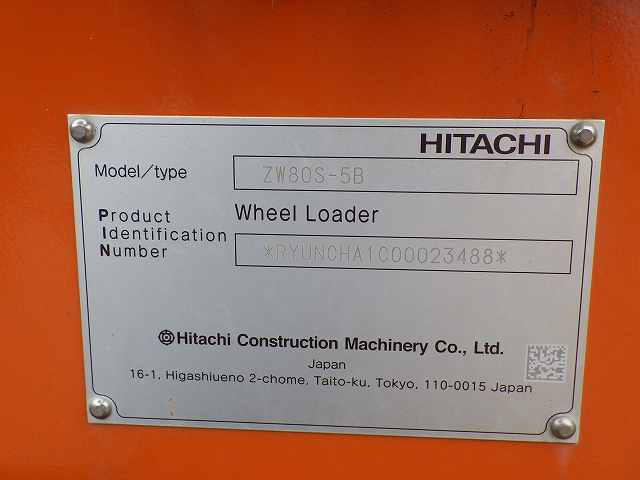 HITACHI
Model/type ZW80S-5B
Product Wheel Loader
Identification
Number *RYUNCHA1C00023488*
Hitachi Construction Machinery Co., Ltd.
Japan
16-1, Higashiueno 2-chome, Taito-ku, Tokyo, 110-0015 Japan